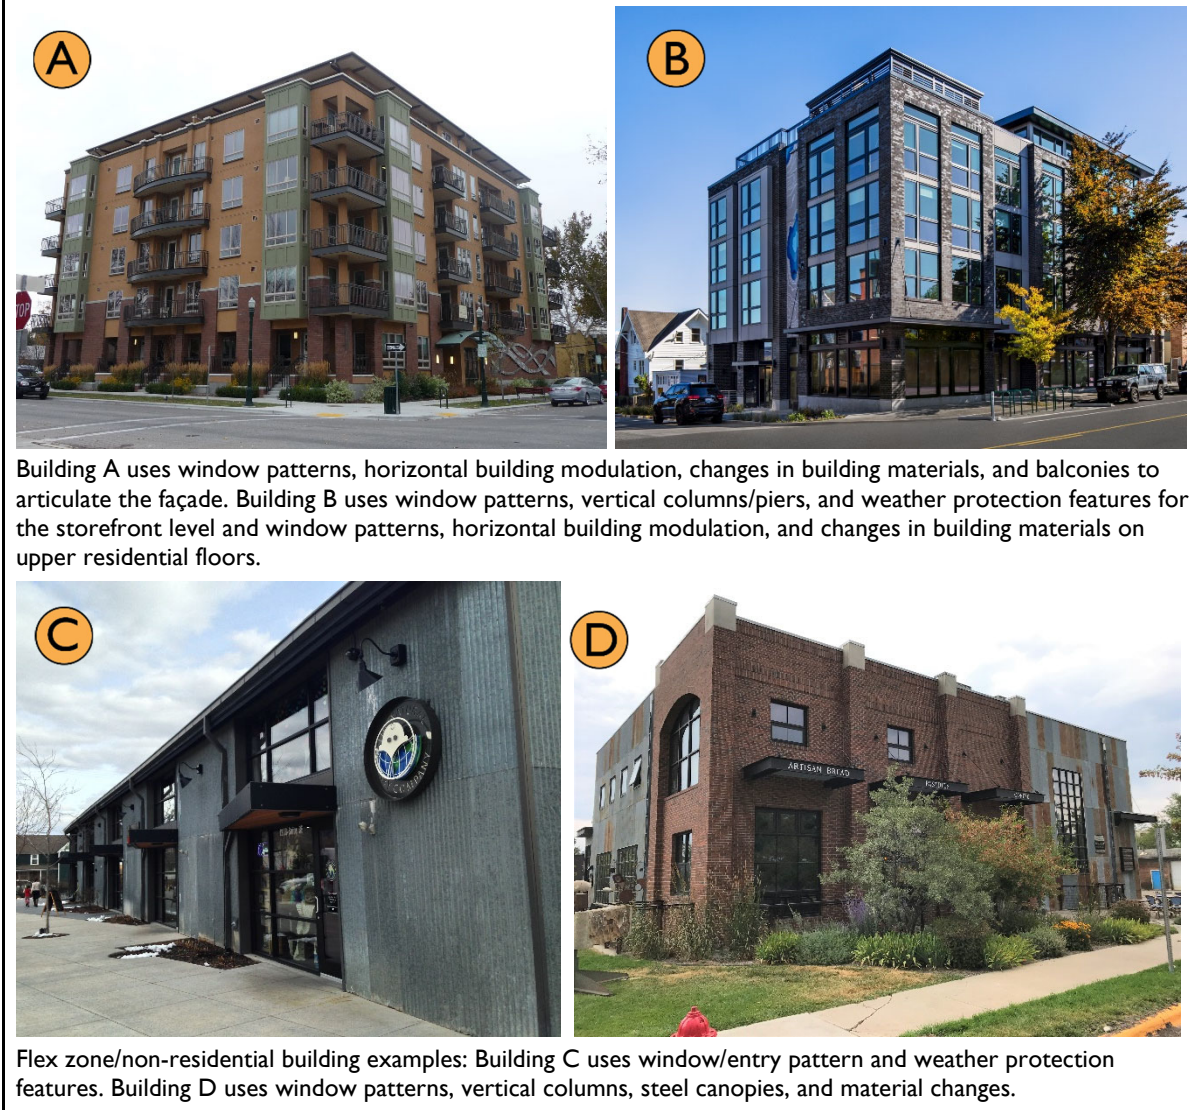 A
B
STOP
Building A uses window patterns, horizontal building modulation, changes in building materials, and balconies to
articulate the façade. Building B uses window patterns, vertical columns/piers, and weather protection features for
the storefront level and window patterns, horizontal building modulation, and changes in building materials on
upper residential floors.
C
D
COMPANY
ARTISAN BREAD
PASTRY
Flex zone/non-residential building examples: Building C uses window/entry pattern and weather protection
features. Building D uses window patterns, vertical columns, steel canopies, and material changes.